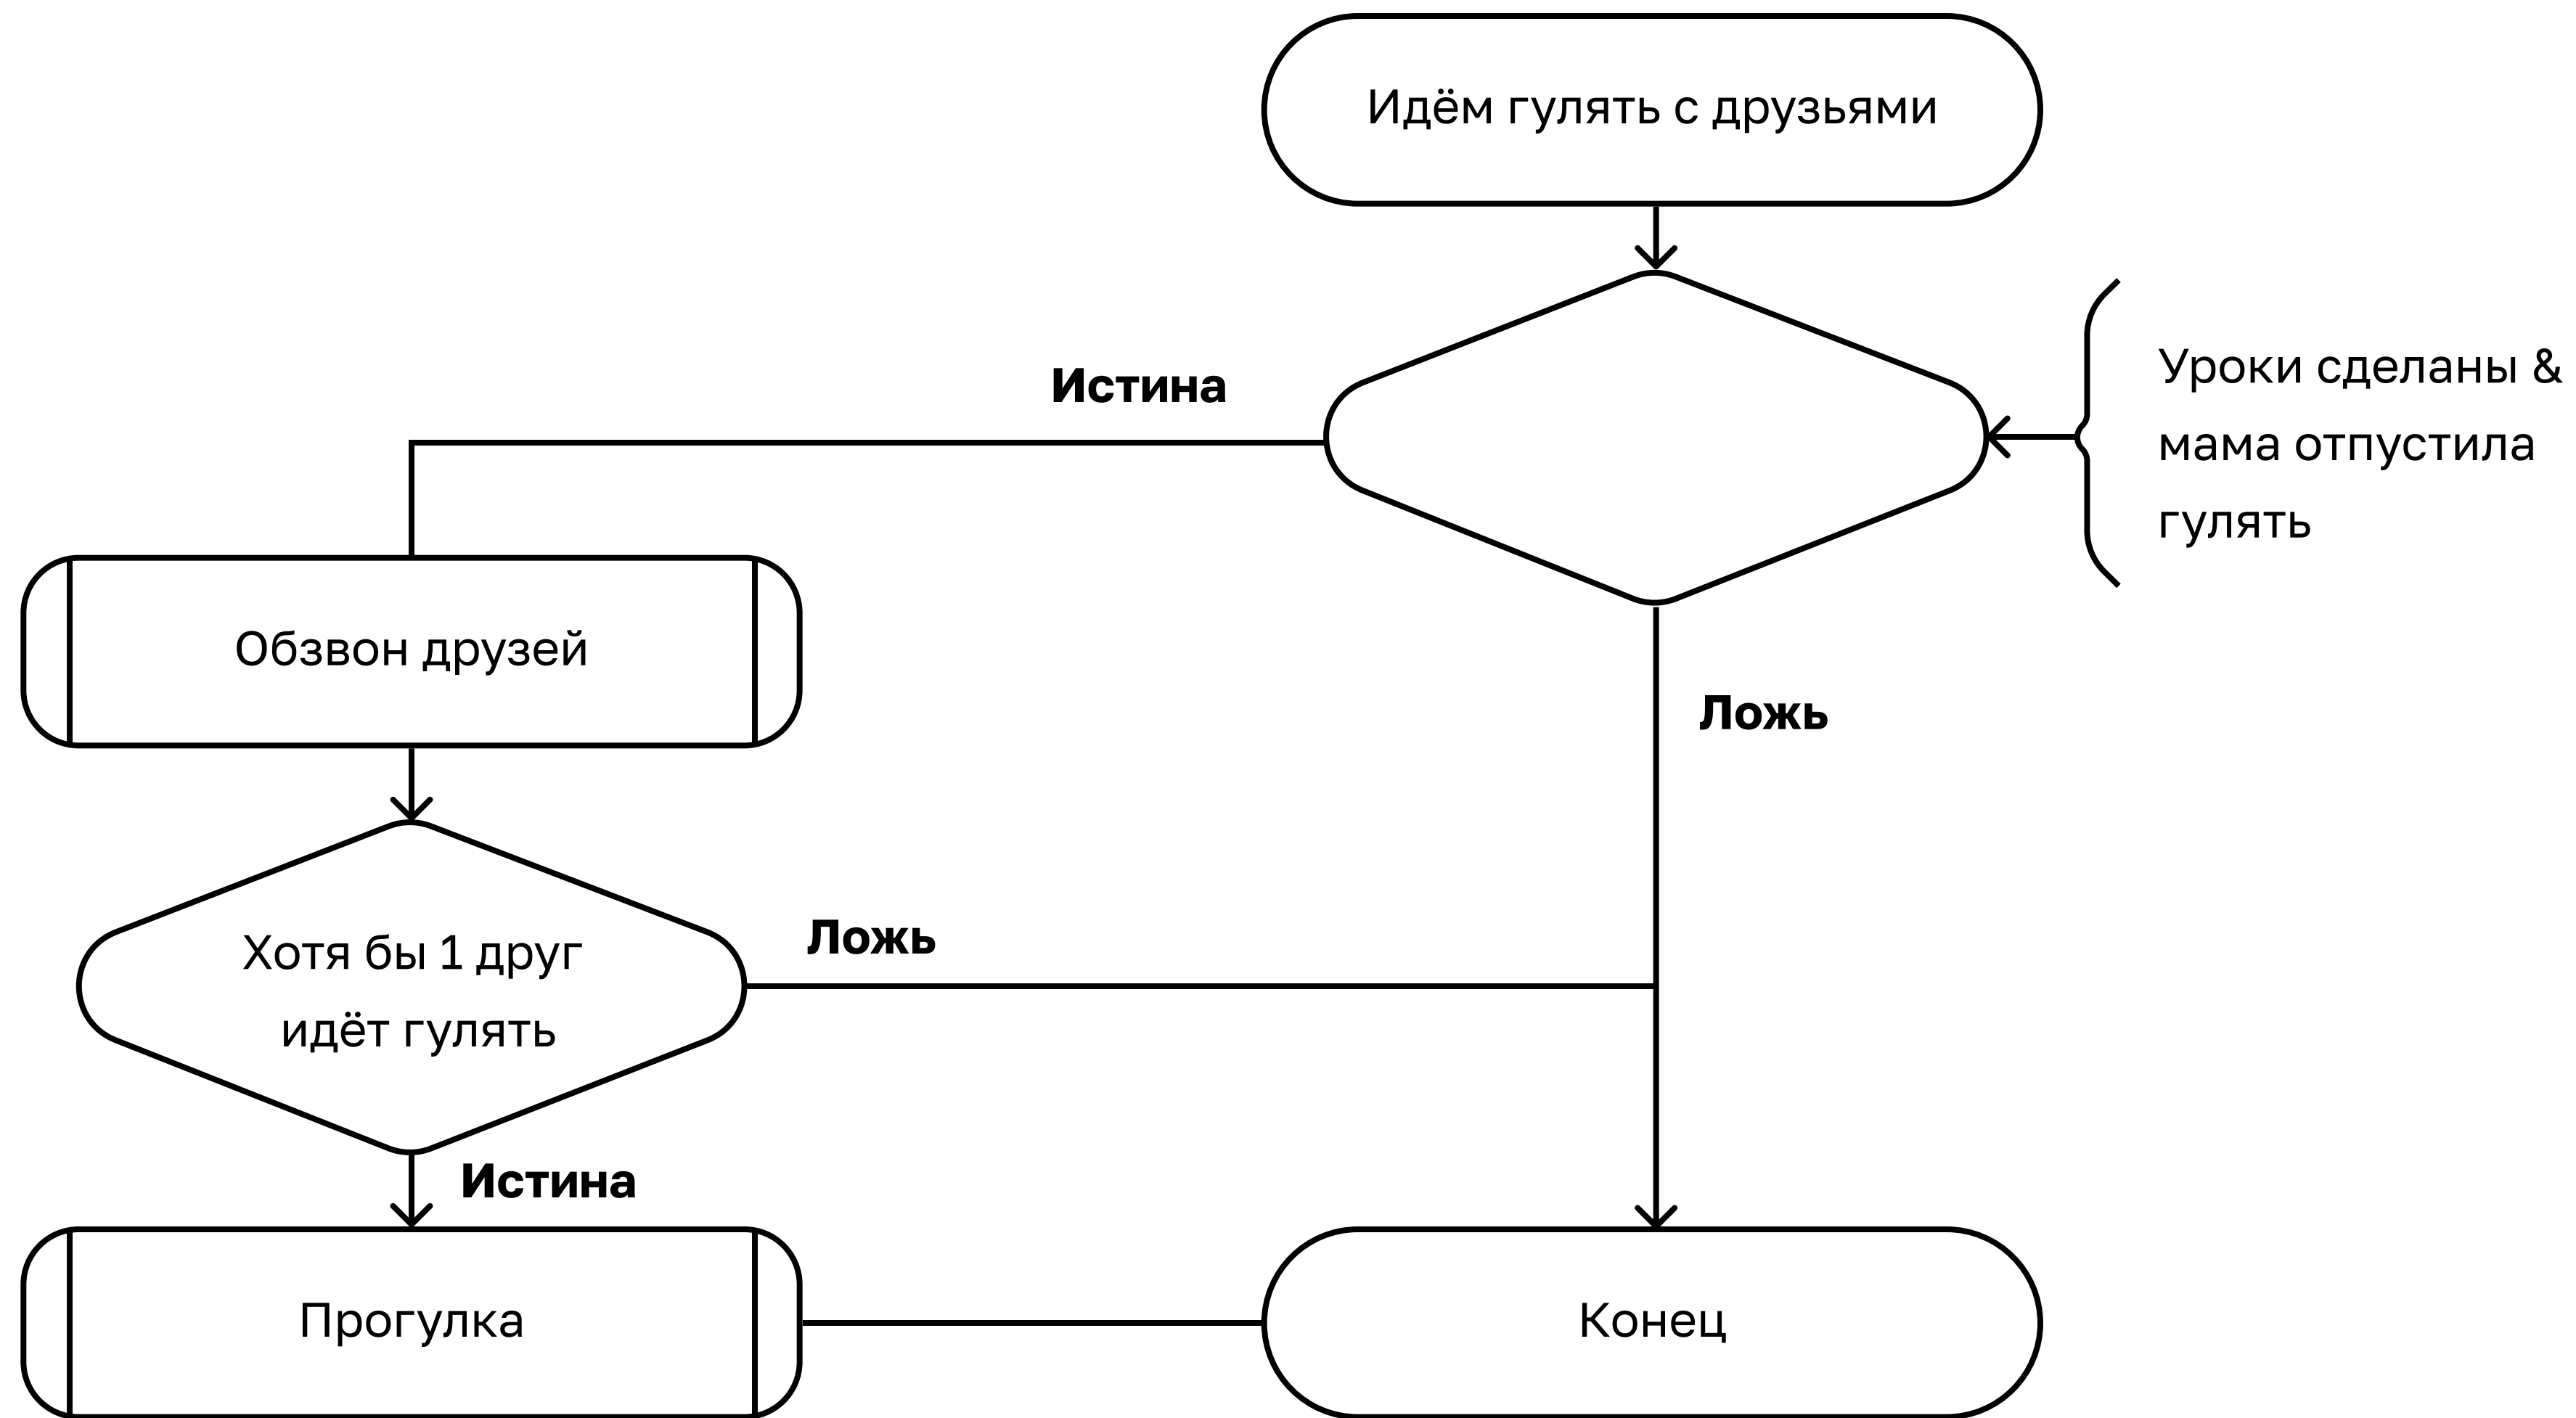 Идём гулять с друзьями
Истина
Уроки сделаны &
мама отпустила
гулять
Обзвон друзей
Ложь
Хотя бы 1 друг
идёт гулять
Ложь
Истина
Прогулка
Конец